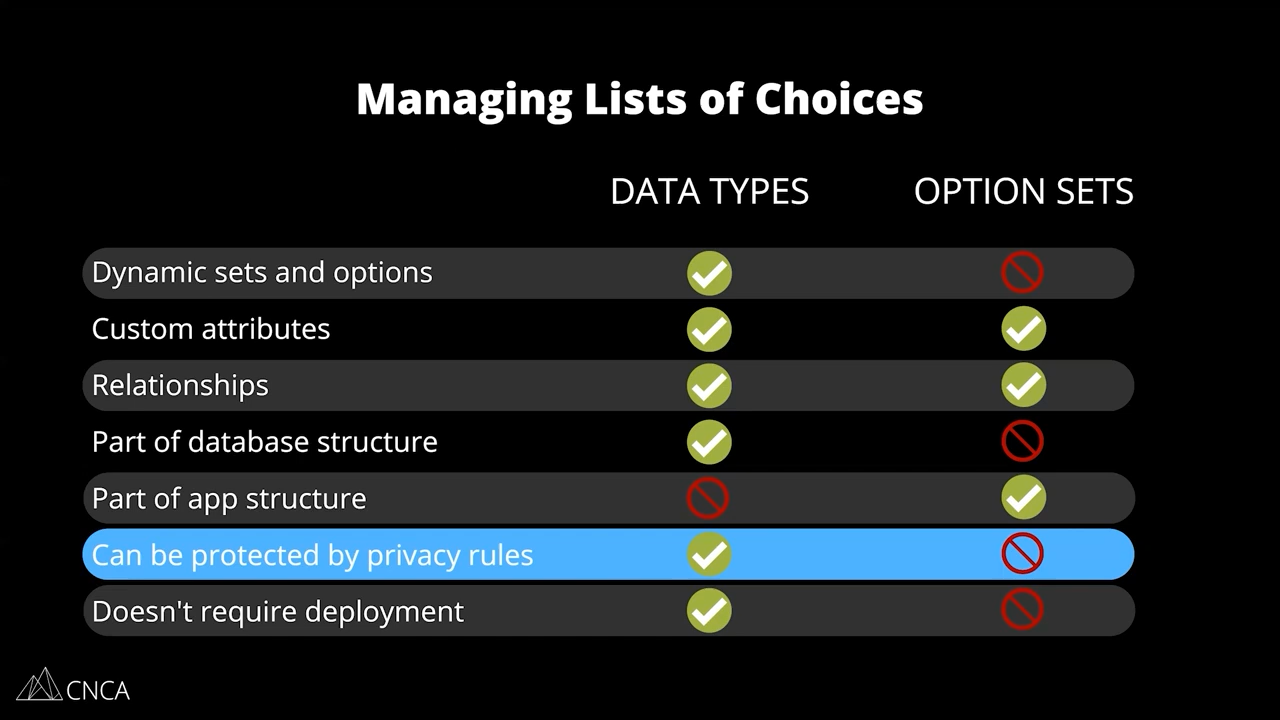 Managing Lists of Choices
DATA TYPES OPTION SETS
Dynamic sets and options
Custom attributes
Relationships
Part of database structure
Part of app structure
Can be protected by privacy rules
Doesn't require deployment
CNCA